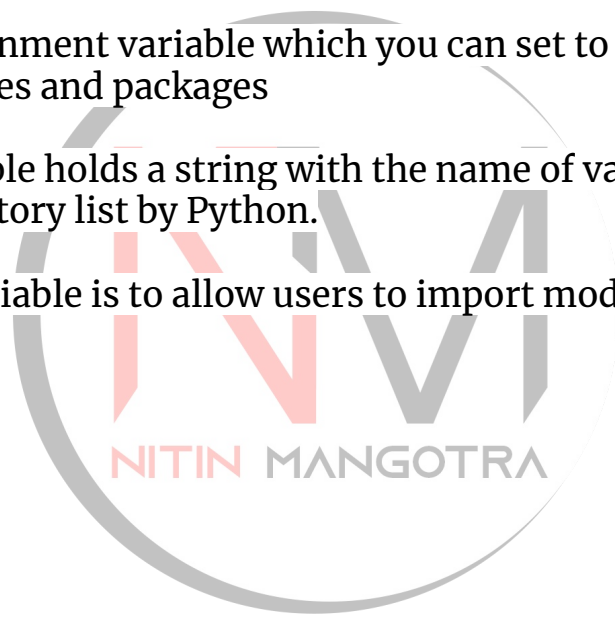 nment variable which you can set to
es and packages
ole holds a string with the name of va
tory list by Python.
iable is to allow users to import mod
NITIN MANGOTRA